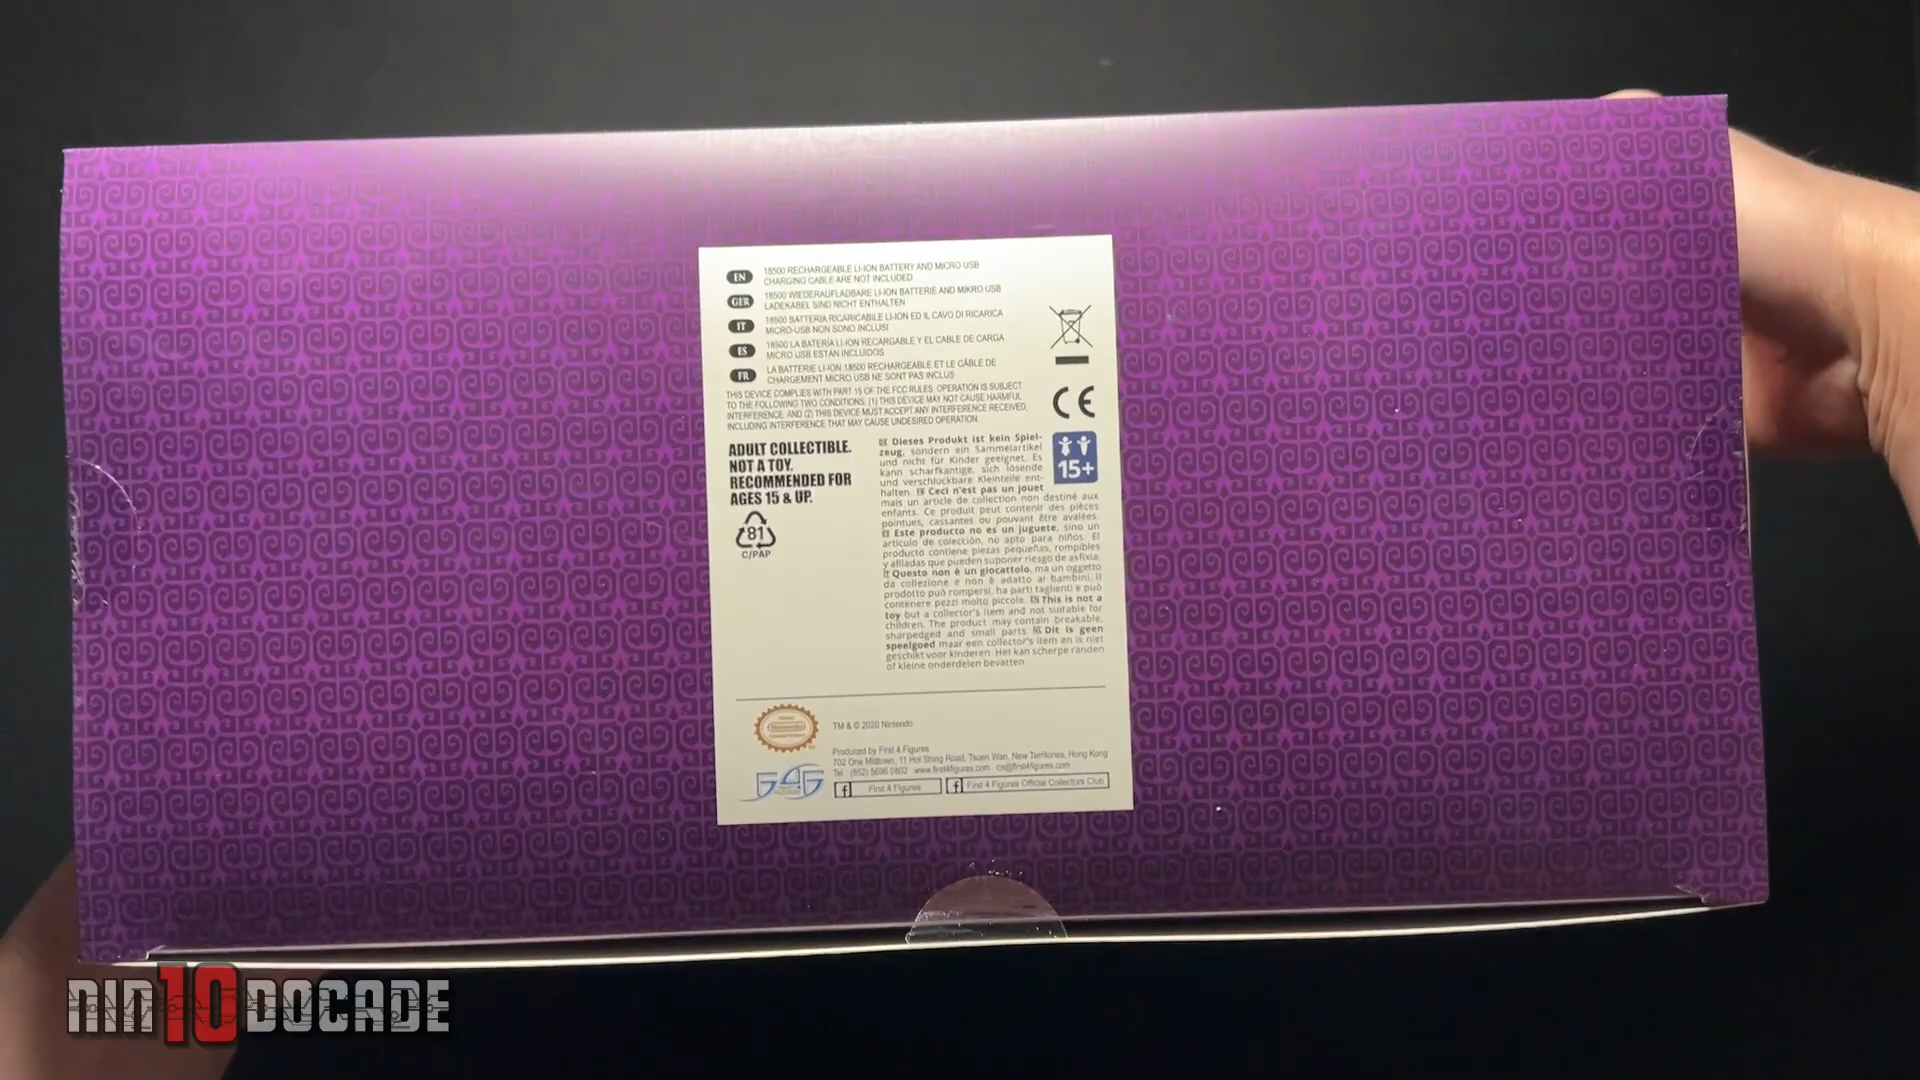 EN
18500 RECHARGEABLE LI-ION BATTERY AND MICRO USB
CHARGING CABLE ARE NOT INCLUDED
GER
18500 WIEDERAUFLADBARE LI-ION BATTERIE AND MIKRO USB
LADEKABEL SIND NICHT ENTHALTEN
IT
18500 BATTERIA RICARICABILE LI-ION ED IL CAVO DI RICARICA
MICRO-USB NON SONO INCLUSI
ES
18500 LA BATERÍA LI-ION RECARGABLE Y EL CABLE DE CARGA
MICRO USB ESTAN INCLUIDOS
FR
LA BATTERIE LI-ION 18500 RECHARGEABLE ET LE CÂBLE DE
CHARGEMENT MICRO USB NE SONT PAS INCLUS
THIS DEVICE COMPLIES WITH PART 15 OF THE FCC RULES. OPERATION IS SUBJECT
TO THE FOLLOWING TWO CONDITIONS: (1) THIS DEVICE MAY NOT CAUSE HARMFUL
INTERFERENCE, AND (2) THIS DEVICE MUST ACCEPT ANY INTERFERENCE RECEIVED,
INCLUDING INTERFERENCE THAT MAY CAUSE UNDESIRED OPERATION.
CE
15+
ADULT COLLECTIBLE.
NOT A TOY.
RECOMMENDED FOR
AGES 15 & UP.
81
C/PAP
Dieses Produkt ist kein Spiel-
zeug, sondern ein Sammelartikel
und nicht für Kinder geeignet. Es
kann scharfkantige, sich lösende
und verschluckbare Kleinteile ent-
halten. Ceci n'est pas un jouet
mais un article de collection non destiné aux
enfants. Ce produit peut contenir des pièces
pointues, cassantes ou pouvant être avalées.
Este producto no es un juguete, sino un
artículo de colección, no apto para niños. El
producto contiene piezas pequeñas, rompibles
y afiladas que pueden suponer riesgo de asfixia.
Questo non è un giocattolo, ma un oggetto
da collezione e non è adatto ai bambini. Il
prodotto può rompersi, ha parti taglienti e può
contenere pezzi molto piccole. This is not a
toy but a collector's item and not suitable for
children. The product may contain breakable,
sharpedged and small parts. Dit is geen
speelgoed maar een collector's item en is niet
geschikt voor kinderen. Het kan scherpe randen
of kleine onderdelen bevatten.
Nintendo
TM & © 2020 Nintendo
Produced by First 4 Figures
702 One Midtown, 11 Hoi Shing Road, Tsuen Wan, New Territories, Hong Kong
Tel : (852) 5686 0802 www.first4figures.com cs@first4figures.com
F4F
f First 4 Figures
f First 4 Figures Official Collectors Club
NIN10DOCADE